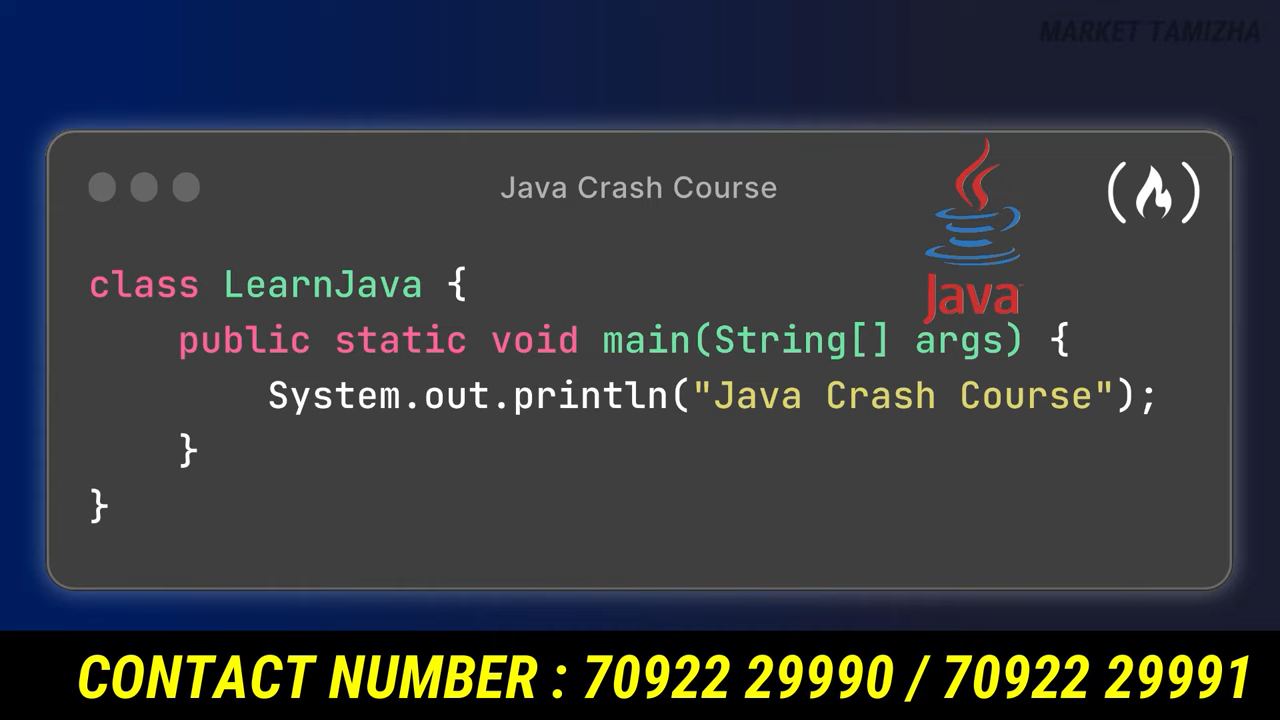 MARKET TAMIZHA
Java Crash Course
Java
class LearnJava {
public static void main(String[] args) {
System.out.println("Java Crash Course");
}
}
CONTACT NUMBER : 70922 29990 / 70922 29991